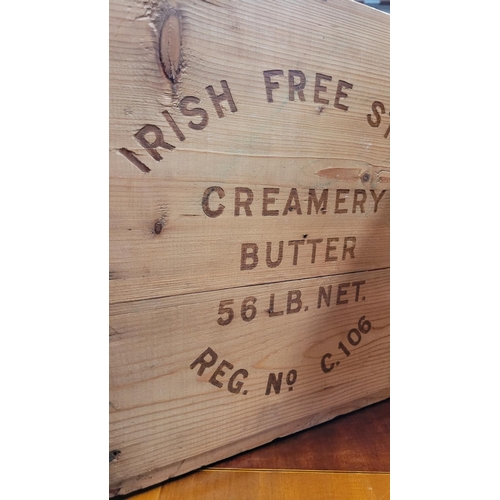 IRISH FREE ST
CREAMERY
BUTTER
56 LB. NET.
REG. Nº C.106